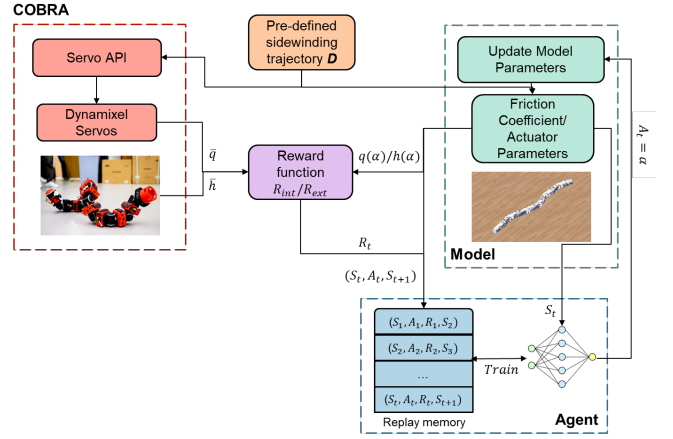 COBRA
Servo API
Dynamixel
Servos
Pre-defined
sidewinding
trajectory D
Update Model
Parameters
Friction
Coefficient/
Actuator
Parameters
Model
q̅
h̅
Reward
function
R_int/R_ext
q(α)/h(α)
A_t = α
R_t
(S_t, A_t, S_{t+1})
S_t
(S_1, A_1, R_1, S_2)
(S_2, A_2, R_2, S_3)
...
(S_t, A_t, R_t, S_{t+1})
Replay memory
Train
Agent